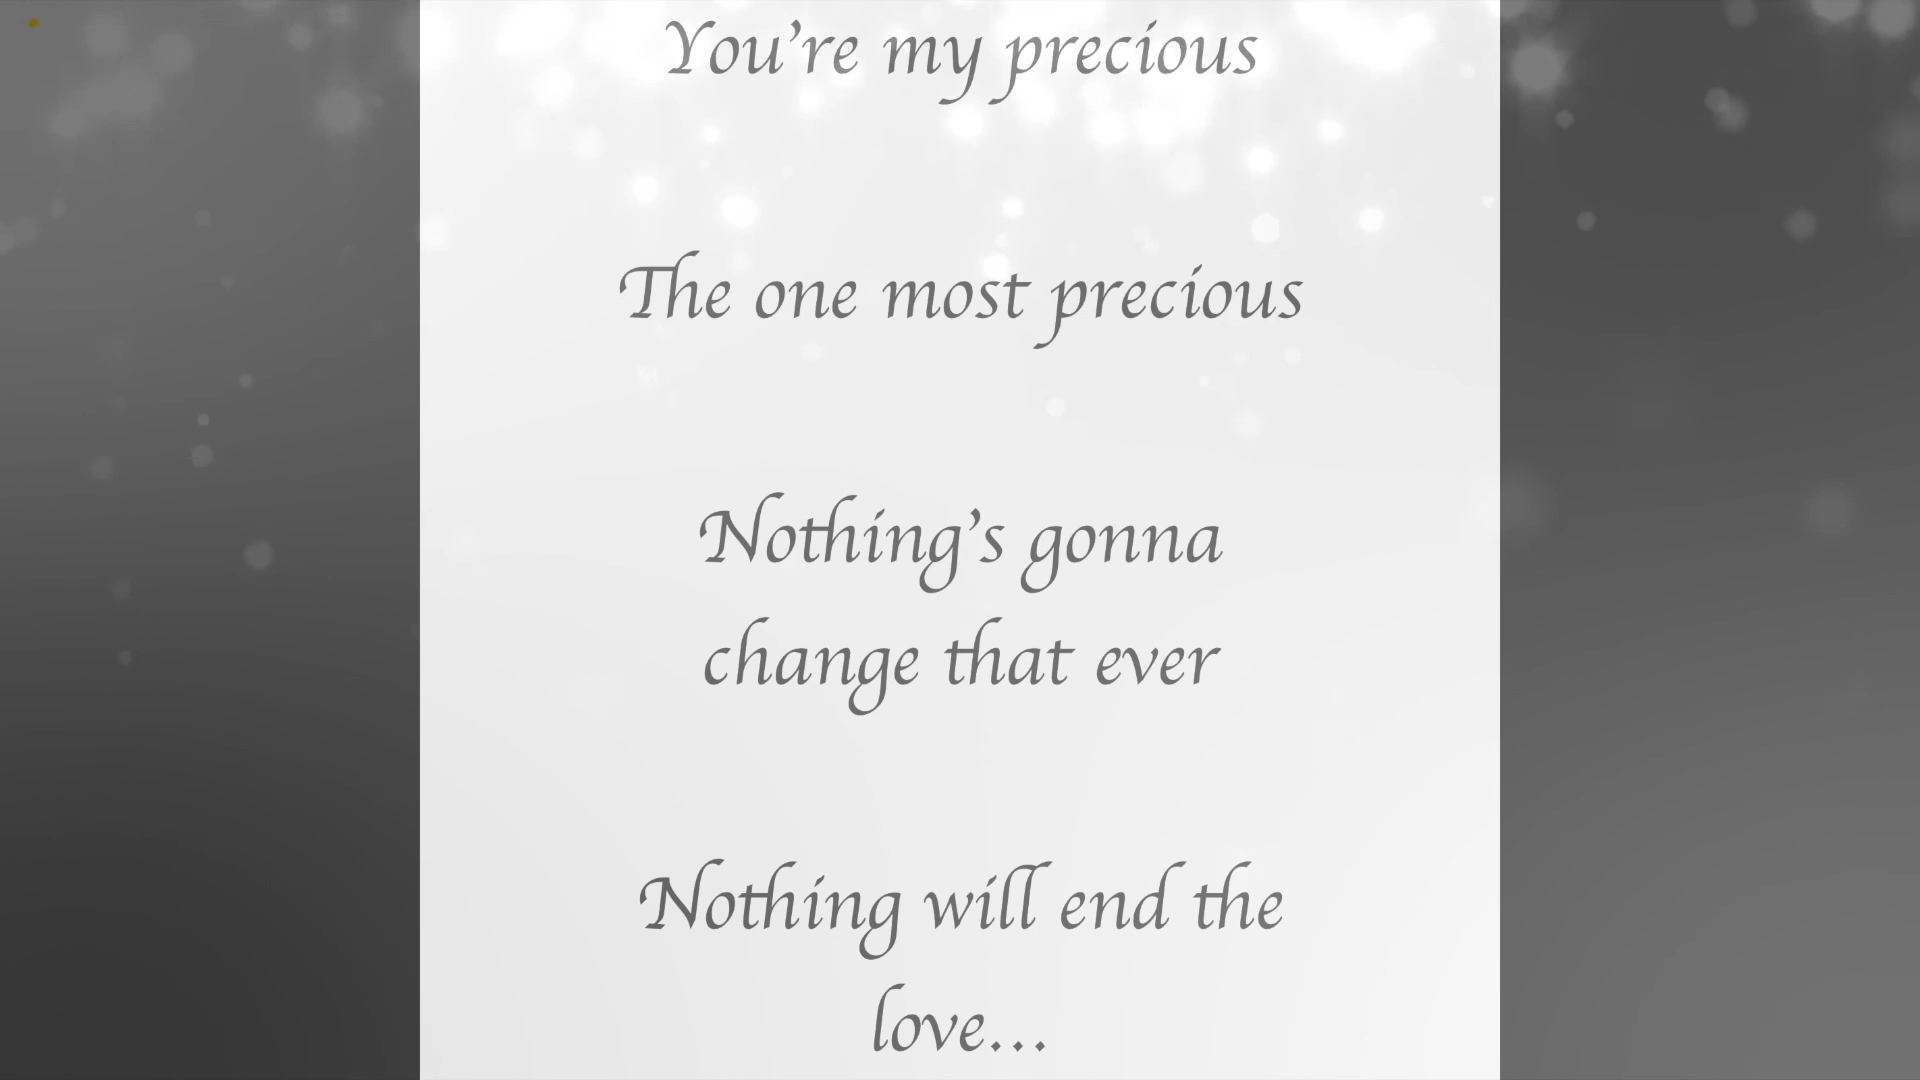 You're my precious
The one most precious
Nothing's gonna
change that ever
Nothing will end the
love...